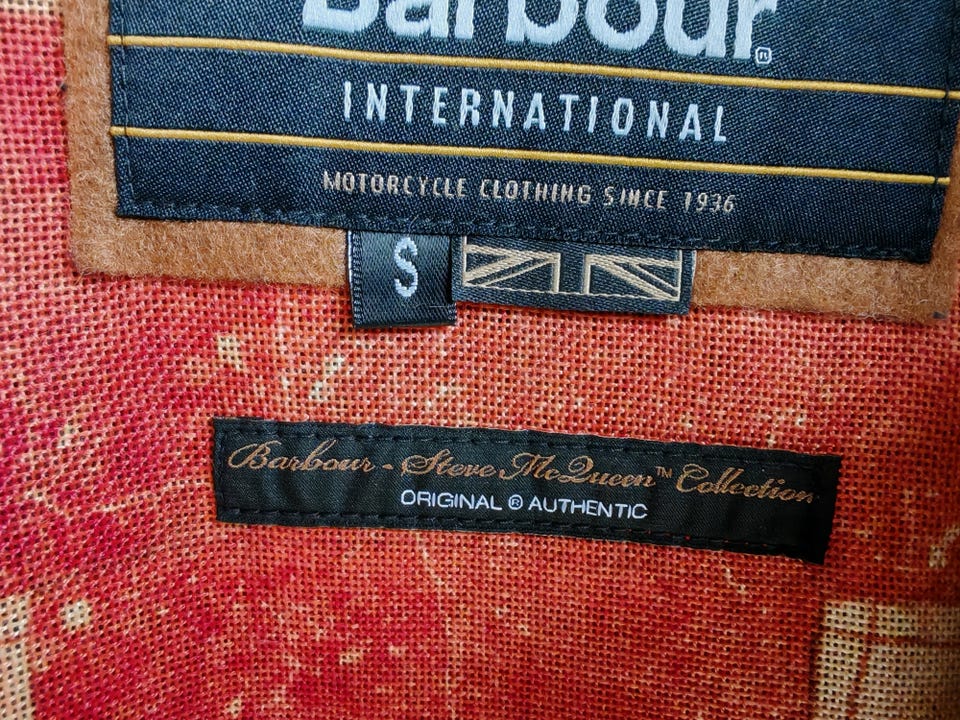 Barbour®
INTERNATIONAL
MOTORCYCLE CLOTHING SINCE 1936
S
Barbour - Steve McQueen™ Collection
ORIGINAL ® AUTHENTIC